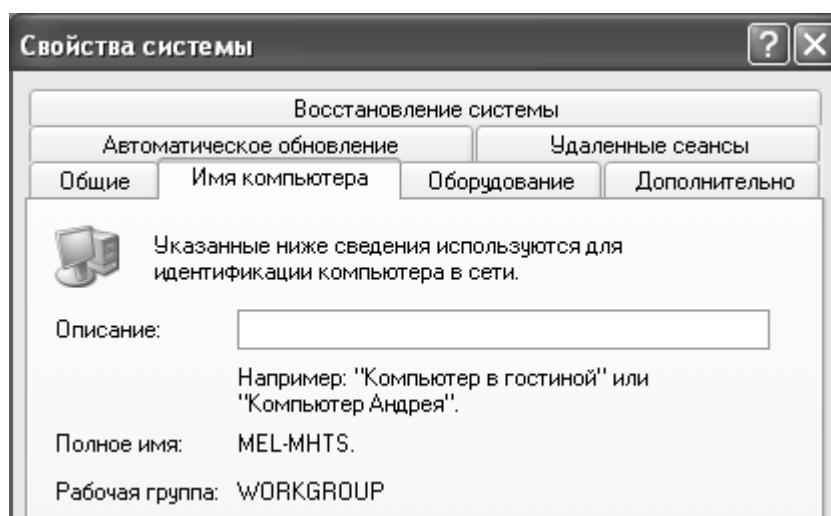 Свойства системы
Восстановление системы
Автоматическое обновление Удаленные сеансы
Общие Имя компьютера Оборудование Дополнительно
Указанные ниже сведения используются для
идентификации компьютера в сети.
Описание:
Например: "Компьютер в гостиной" или
"Компьютер Андрея".
Полное имя: MEL-MHTS.
Рабочая группа: WORKGROUP